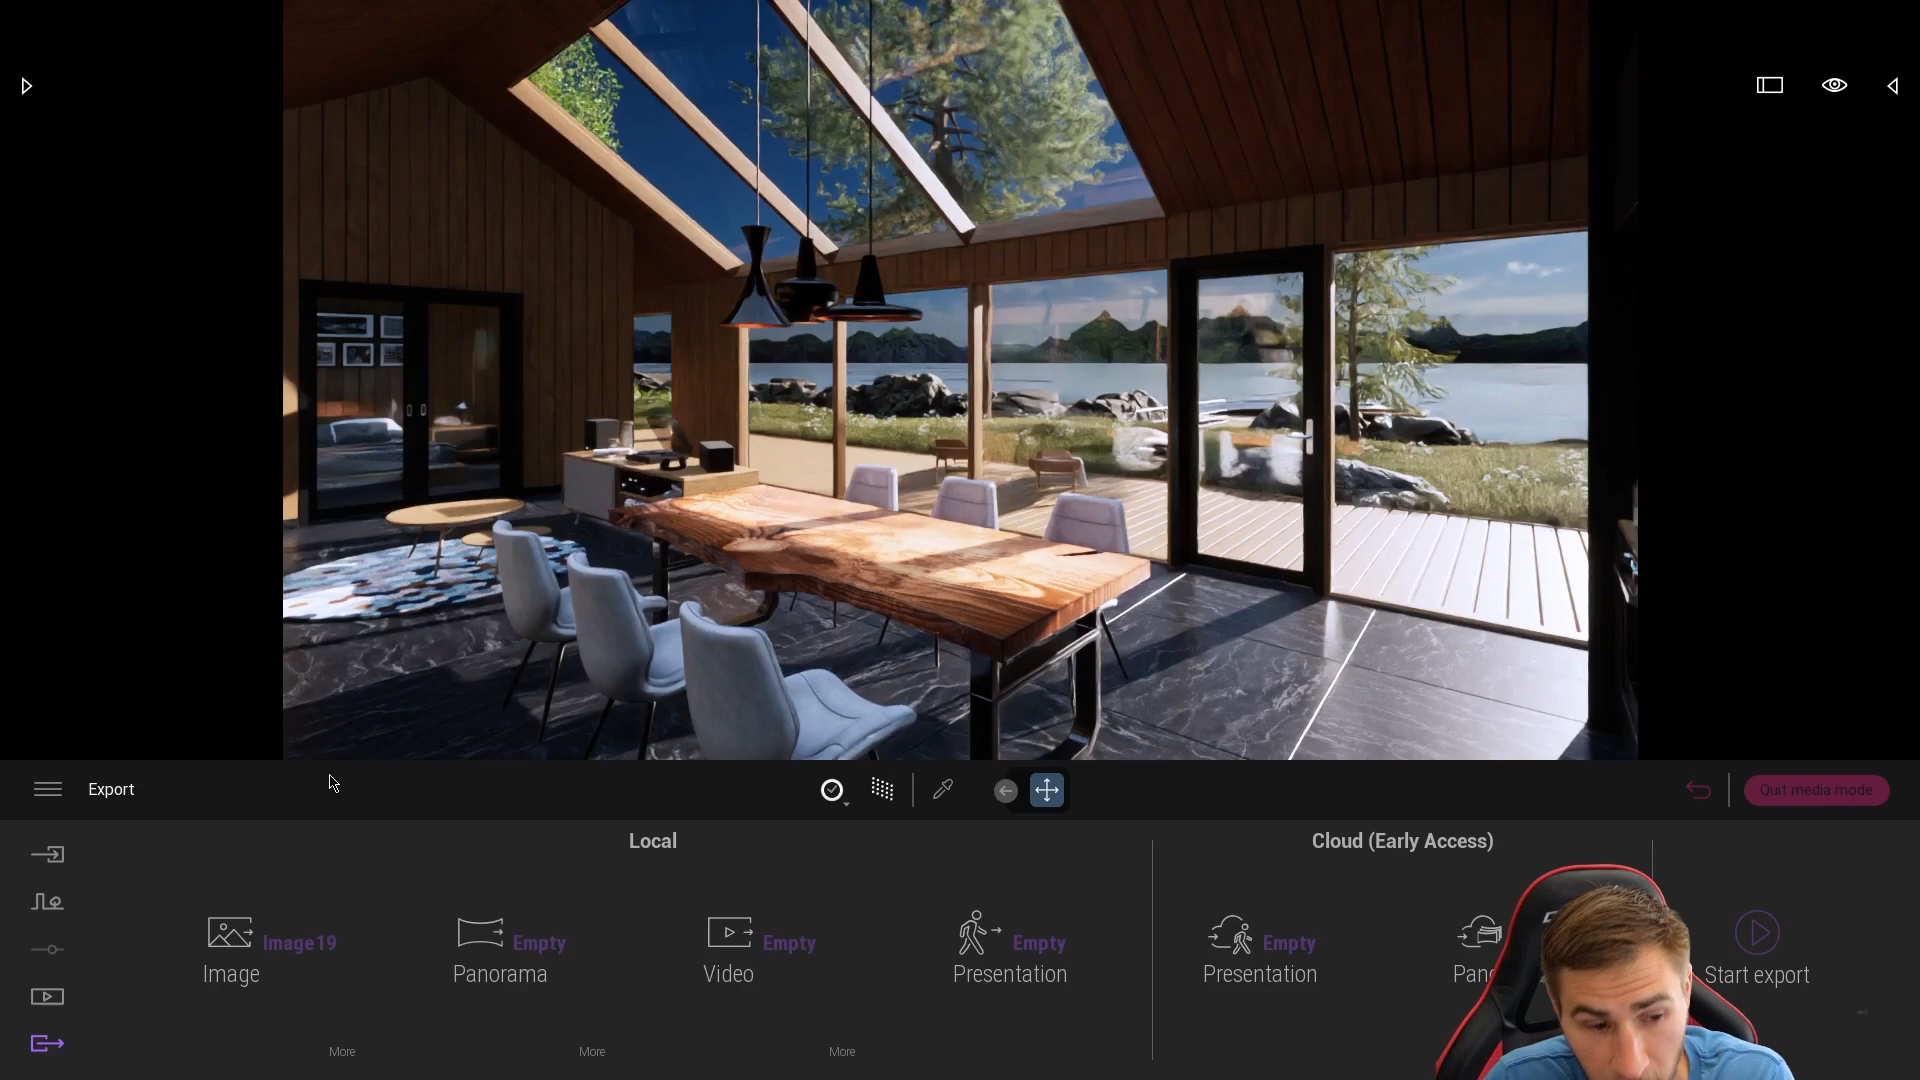 Export
Quit media mode
Local
Cloud (Early Access)
Image19
Image
Empty
Panorama
Empty
Video
Empty
Presentation
Empty
Presentation
Start export
More
More
More